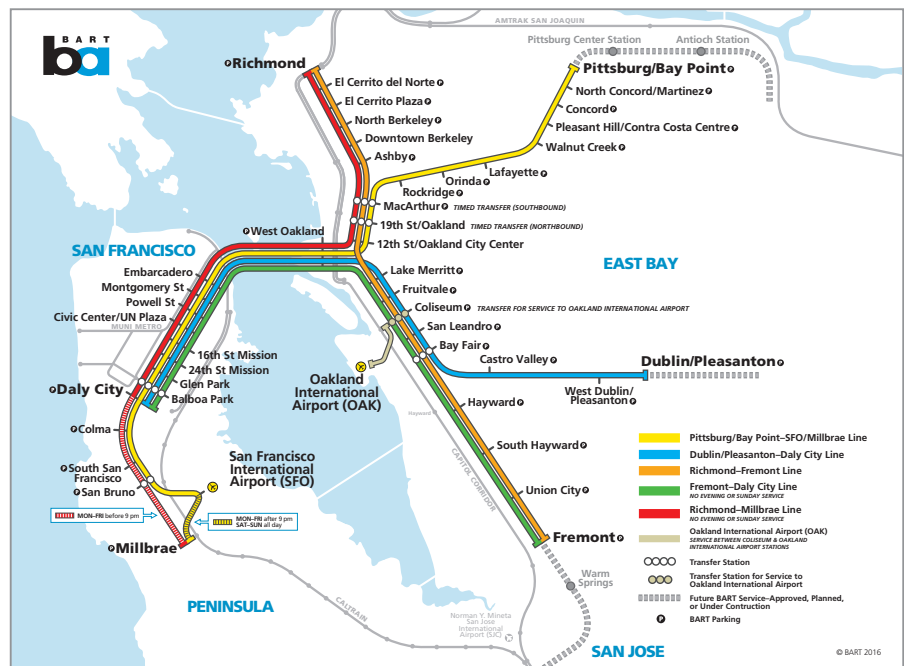 BART
ba
AMTRAK SAN JOAQUIN
Pittsburg Center Station
Antioch Station
Richmond P
Pittsburg/Bay Point P
El Cerrito del Norte P
El Cerrito Plaza P
North Berkeley P
Downtown Berkeley
Ashby P
North Concord/Martinez P
Concord P
Pleasant Hill/Contra Costa Centre P
Walnut Creek P
Lafayette P
Orinda P
Rockridge P
MacArthur P TIMED TRANSFER (SOUTHBOUND)
19th St/Oakland TIMED TRANSFER (NORTHBOUND)
12th St/Oakland City Center
P West Oakland
SAN FRANCISCO
EAST BAY
Embarcadero
Montgomery St
Powell St
Civic Center/UN Plaza
MUNI METRO
Lake Merritt P
Fruitvale P
Coliseum P TRANSFER FOR SERVICE TO OAKLAND INTERNATIONAL AIRPORT
San Leandro P
Bay Fair P
Castro Valley P
Dublin/Pleasanton P
West Dublin/
Pleasanton P
16th St Mission
24th St Mission
Glen Park
Balboa Park
P Daly City
Oakland
International
Airport (OAK)
P Colma
P South San
Francisco
P San Bruno
San Francisco
International
Airport (SFO)
Hayward
Hayward P
South Hayward P
CAPITOL CORRIDOR
Union City P
Fremont P
MON–FRI before 9 pm
MON–FRI after 9 pm
SAT–SUN all day
P Millbrae
Warm
Springs
PENINSULA
CALTRAIN
Norman Y. Mineta
San Jose
International
Airport (SJC)
SAN JOSE
Pittsburg/Bay Point–SFO/Millbrae Line
Dublin/Pleasanton–Daly City Line
Richmond–Fremont Line
Fremont–Daly City Line
NO EVENING OR SUNDAY SERVICE
Richmond–Millbrae Line
NO EVENING OR SUNDAY SERVICE
Oakland International Airport (OAK)
SERVICE BETWEEN COLISEUM & OAKLAND
INTERNATIONAL AIRPORT STATIONS
Transfer Station
Transfer Station for Service to
Oakland International Airport
Future BART Service–Approved, Planned,
or Under Contruction
P BART Parking
© BART 2016